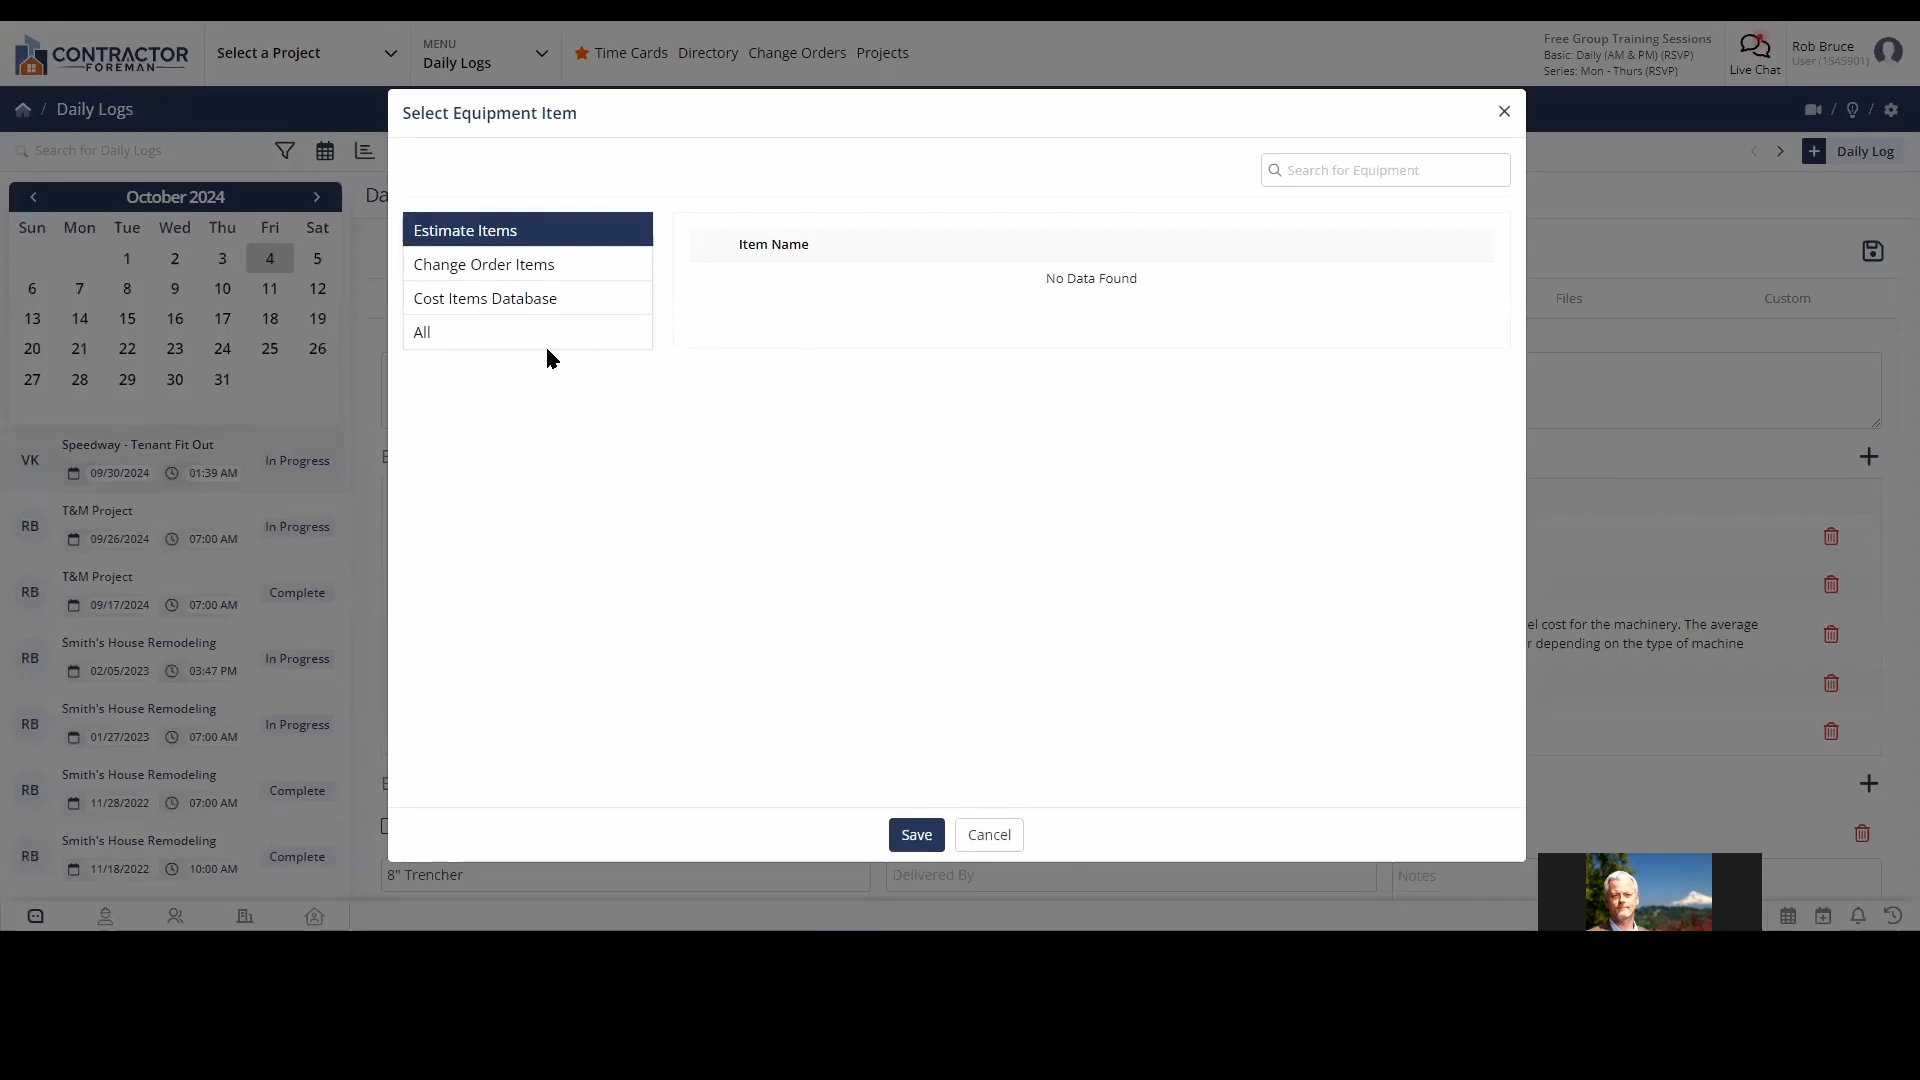 CONTRACTOR
FOREMAN
Select a Project
MENU
Daily Logs
Time Cards
Directory
Change Orders
Projects
Free Group Training Sessions
Basic: Daily (AM & PM) (RSVP)
Series: Mon - Thurs (RSVP)
Live Chat
Rob Bruce
User (1545901)
/ Daily Logs
/ /
Search for Daily Logs
Daily Log
October 2024
Sun Mon Tue Wed Thu Fri Sat
1 2 3 4 5
6 7 8 9 10 11 12
13 14 15 16 17 18 19
20 21 22 23 24 25 26
27 28 29 30 31
VK
Speedway - Tenant Fit Out
09/30/2024 01:39 AM
In Progress
RB
T&M Project
09/26/2024 07:00 AM
In Progress
RB
T&M Project
09/17/2024 07:00 AM
Complete
RB
Smith's House Remodeling
02/05/2023 03:47 PM
In Progress
RB
Smith's House Remodeling
01/27/2023 07:00 AM
In Progress
RB
Smith's House Remodeling
11/28/2022 07:00 AM
Complete
RB
Smith's House Remodeling
11/18/2022 10:00 AM
Complete
Da
Select Equipment Item
Search for Equipment
Estimate Items
Change Order Items
Cost Items Database
All
Item Name
No Data Found
Save
Cancel
Files
Custom
el cost for the machinery. The average
r depending on the type of machine
8" Trencher
Delivered By
Notes